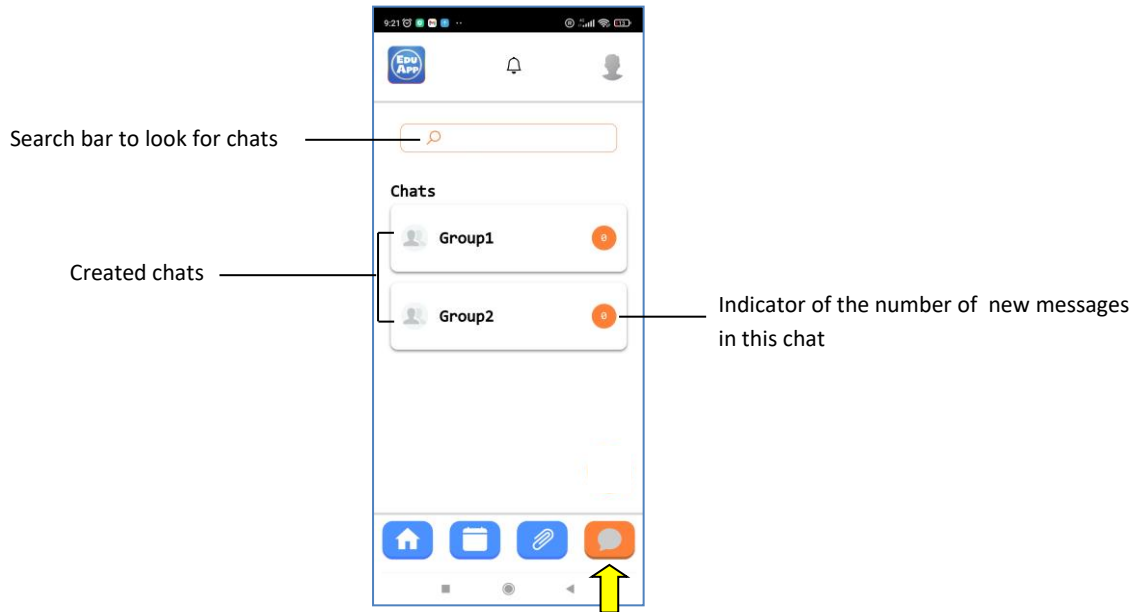 9:21
EDU
APP
Search bar to look for chats
Chats
Group1
0
Created chats
Group2
0
Indicator of the number of new messages
in this chat